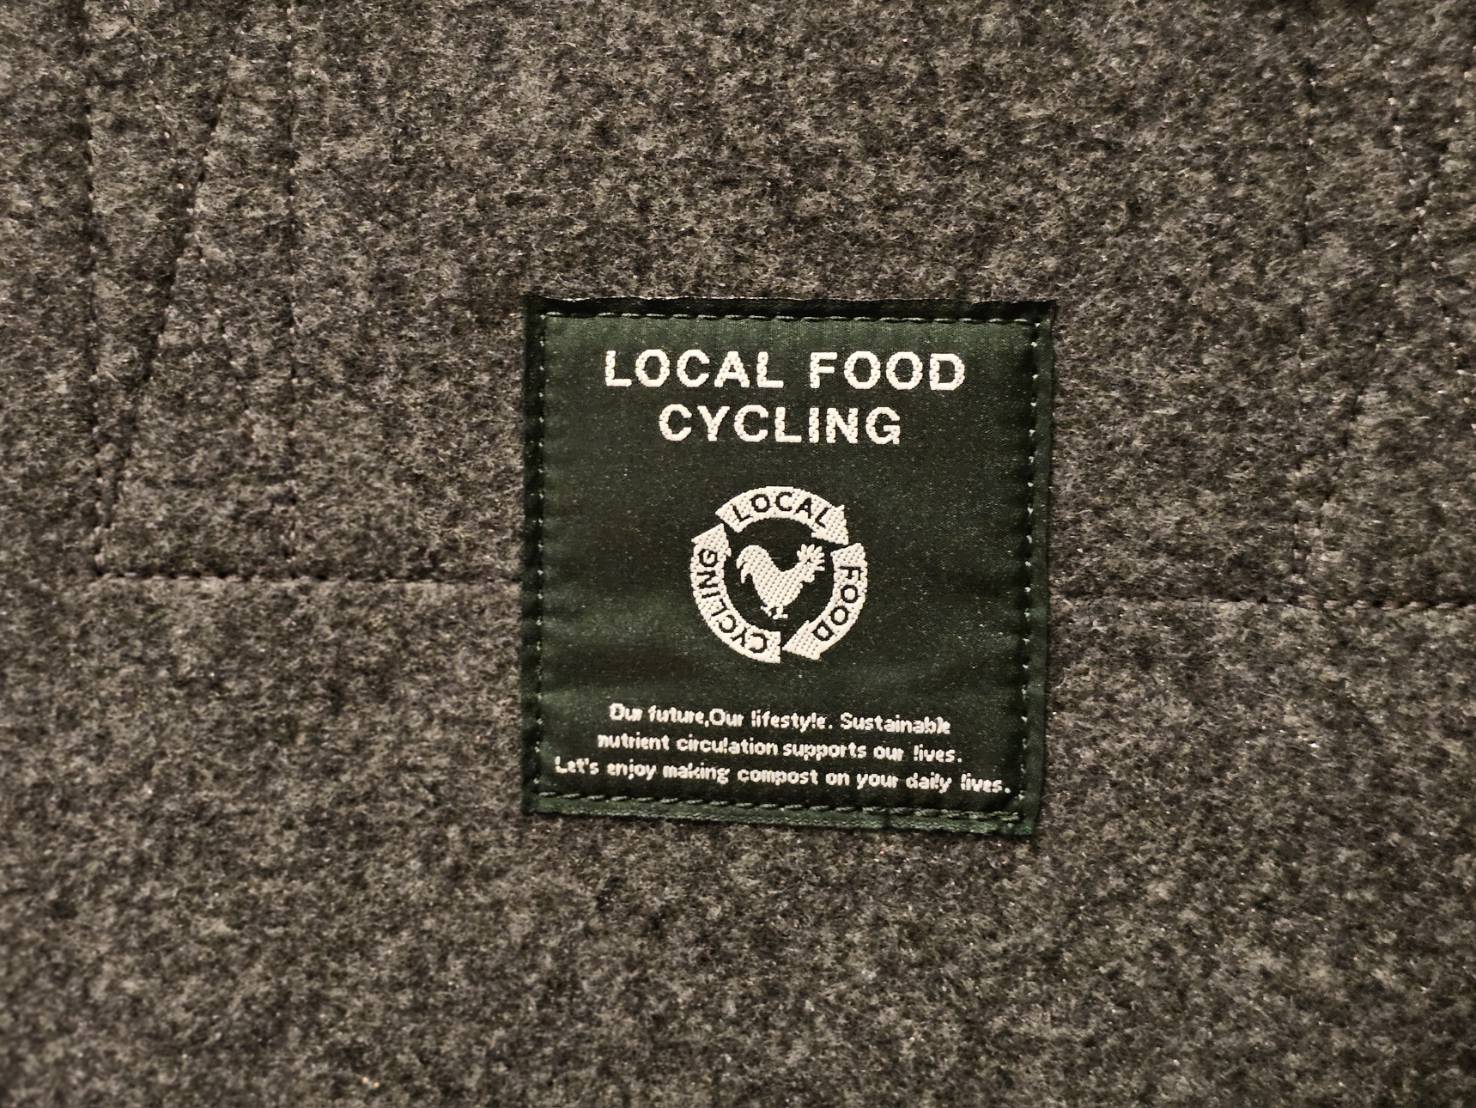 LOCAL FOOD
CYCLING
LOCAL
FOOD
CYCLING
Our future,Our lifestyle. Sustainable
nutrient circulation supports our lives.
Let's enjoy making compost on your daily lives.